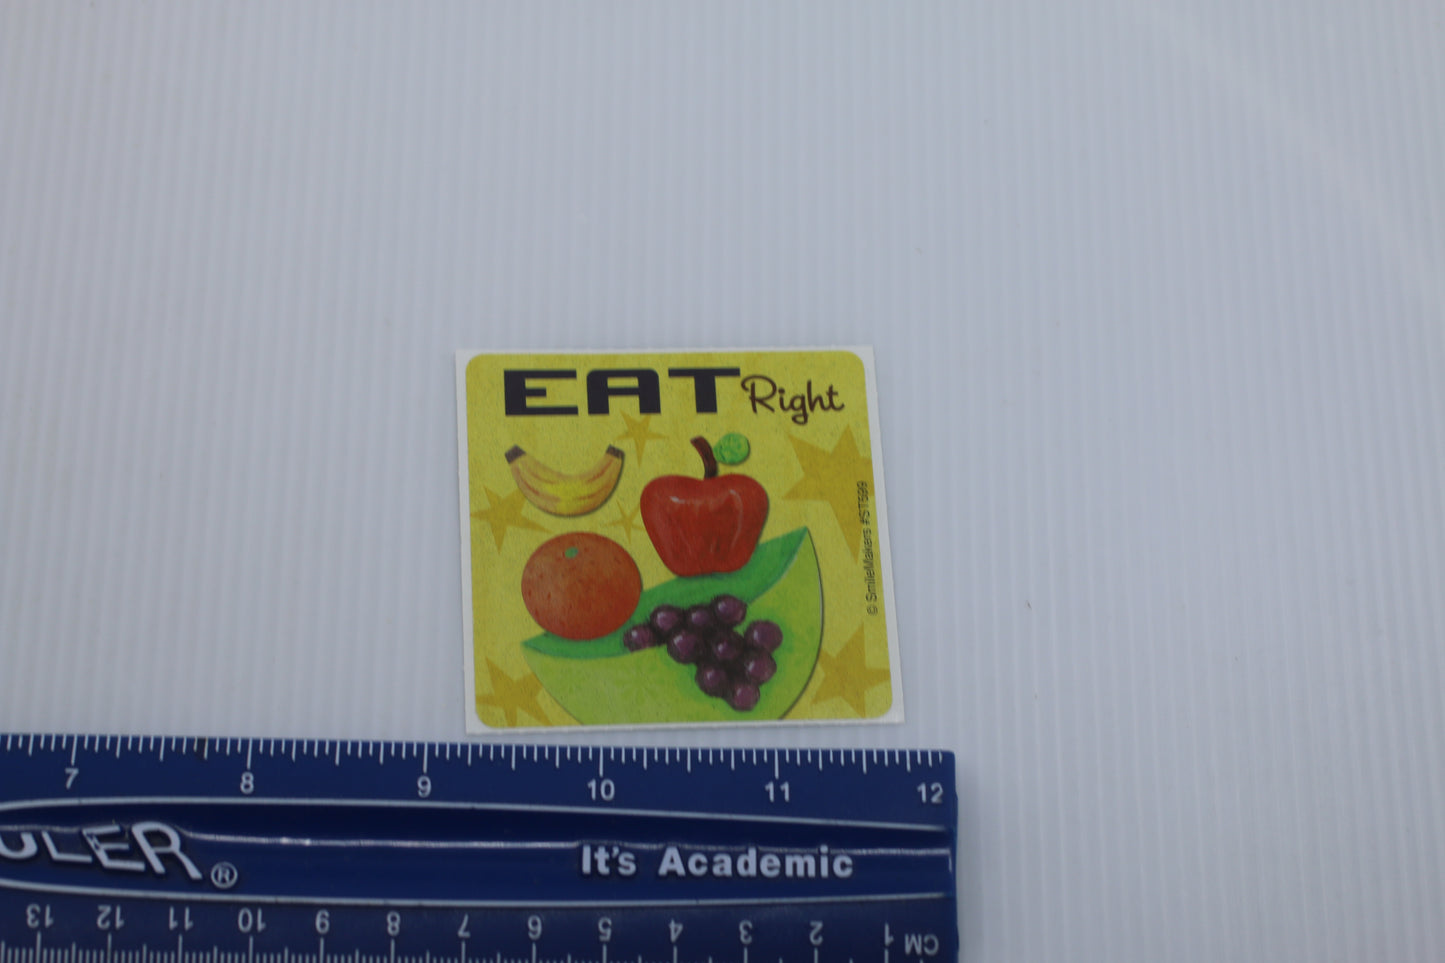 EAT Right
© SmileMakers #ST599
7 8 9 10 11 12
ULER®
It's Academic
13 12 11 10 9 8 7 6 5 4 3 2 1 CM